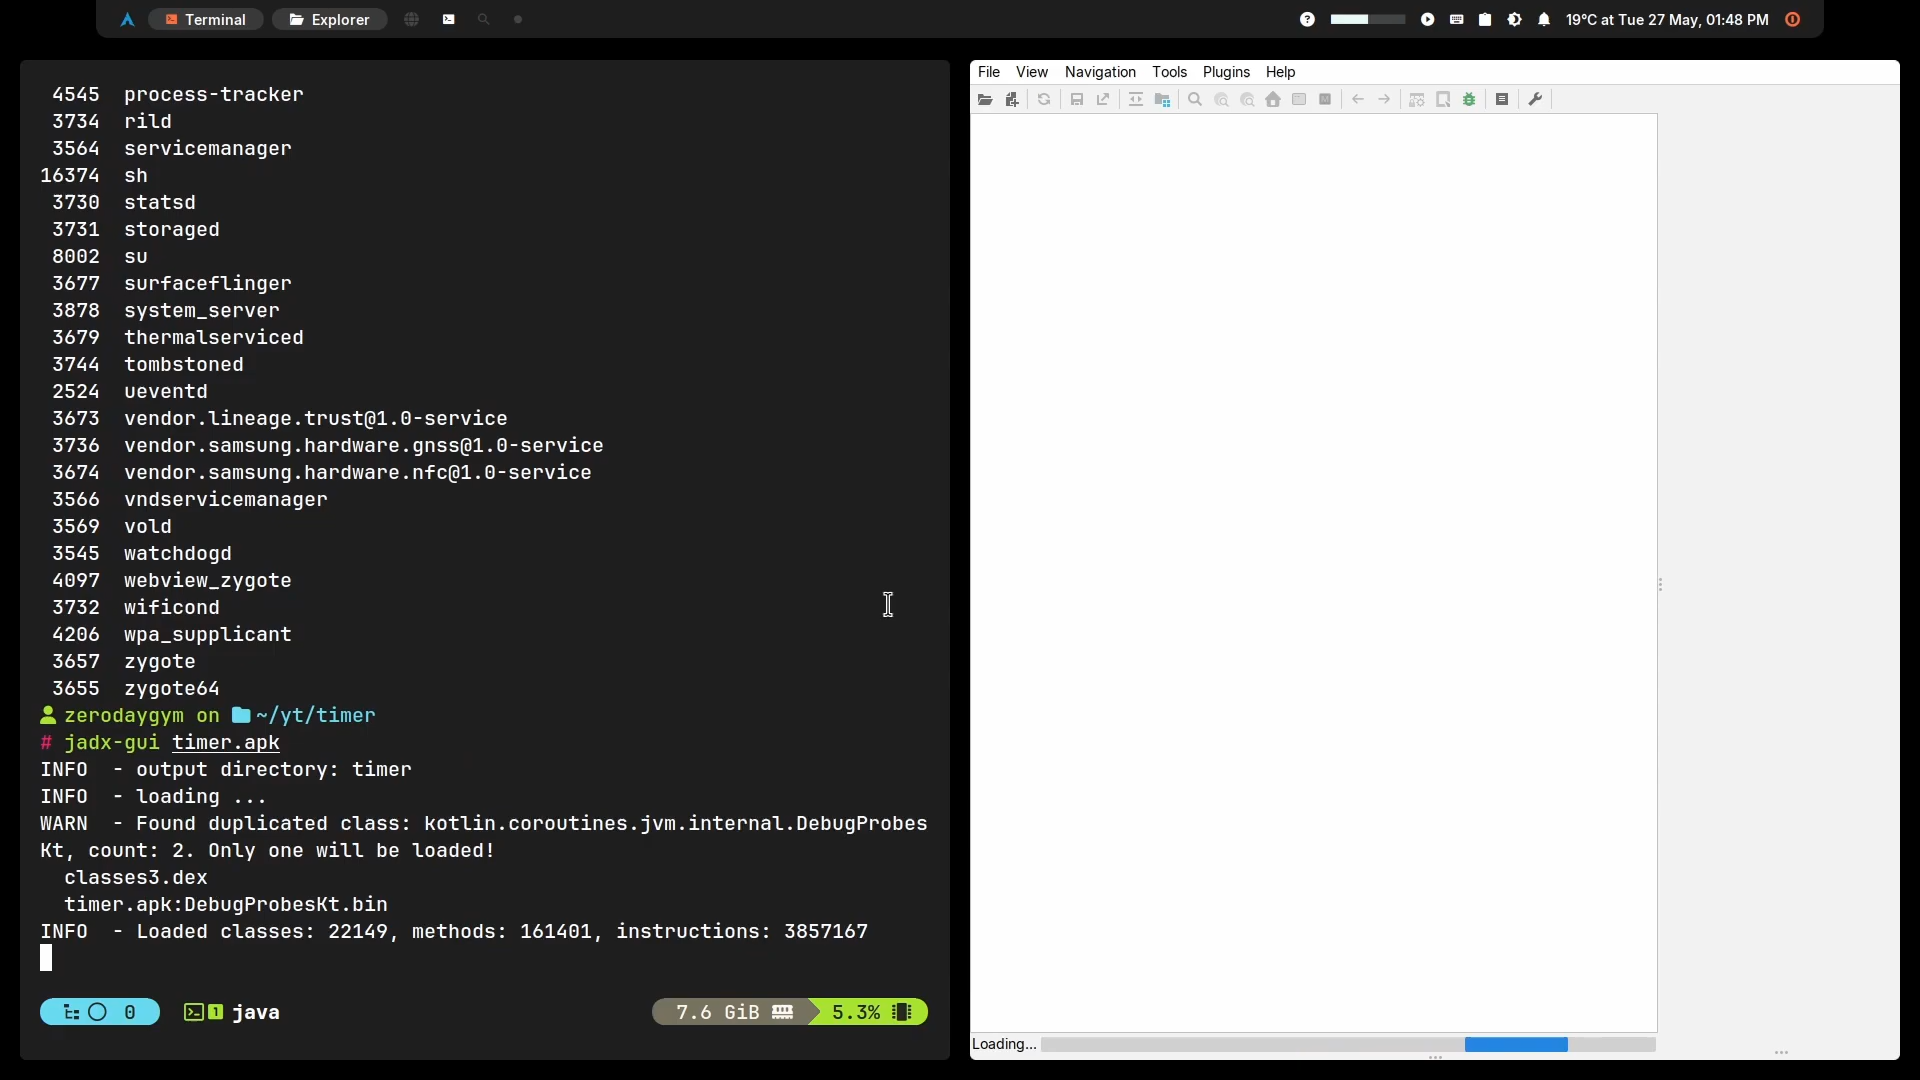 Terminal
Explorer
19°C at Tue 27 May, 01:48 PM
4545 process-tracker
3734 rild
3564 servicemanager
16374 sh
3730 statsd
3731 storaged
8002 su
3677 surfaceflinger
3878 system_server
3679 thermalserviced
3744 tombstoned
2524 ueventd
3673 vendor.lineage.trust@1.0-service
3736 vendor.samsung.hardware.gnss@1.0-service
3674 vendor.samsung.hardware.nfc@1.0-service
3566 vndservicemanager
3569 vold
3545 watchdogd
4097 webview_zygote
3732 wificond
4206 wpa_supplicant
3657 zygote
3655 zygote64
zerodaygym on ~/yt/timer
# jadx-gui timer.apk
INFO - output directory: timer
INFO - loading ...
WARN - Found duplicated class: kotlin.coroutines.jvm.internal.DebugProbes
Kt, count: 2. Only one will be loaded!
classes3.dex
timer.apk:DebugProbesKt.bin
INFO - Loaded classes: 22149, methods: 161401, instructions: 3857167
0
1 java
7.6 GiB
5.3%
File View Navigation Tools Plugins Help
Loading...